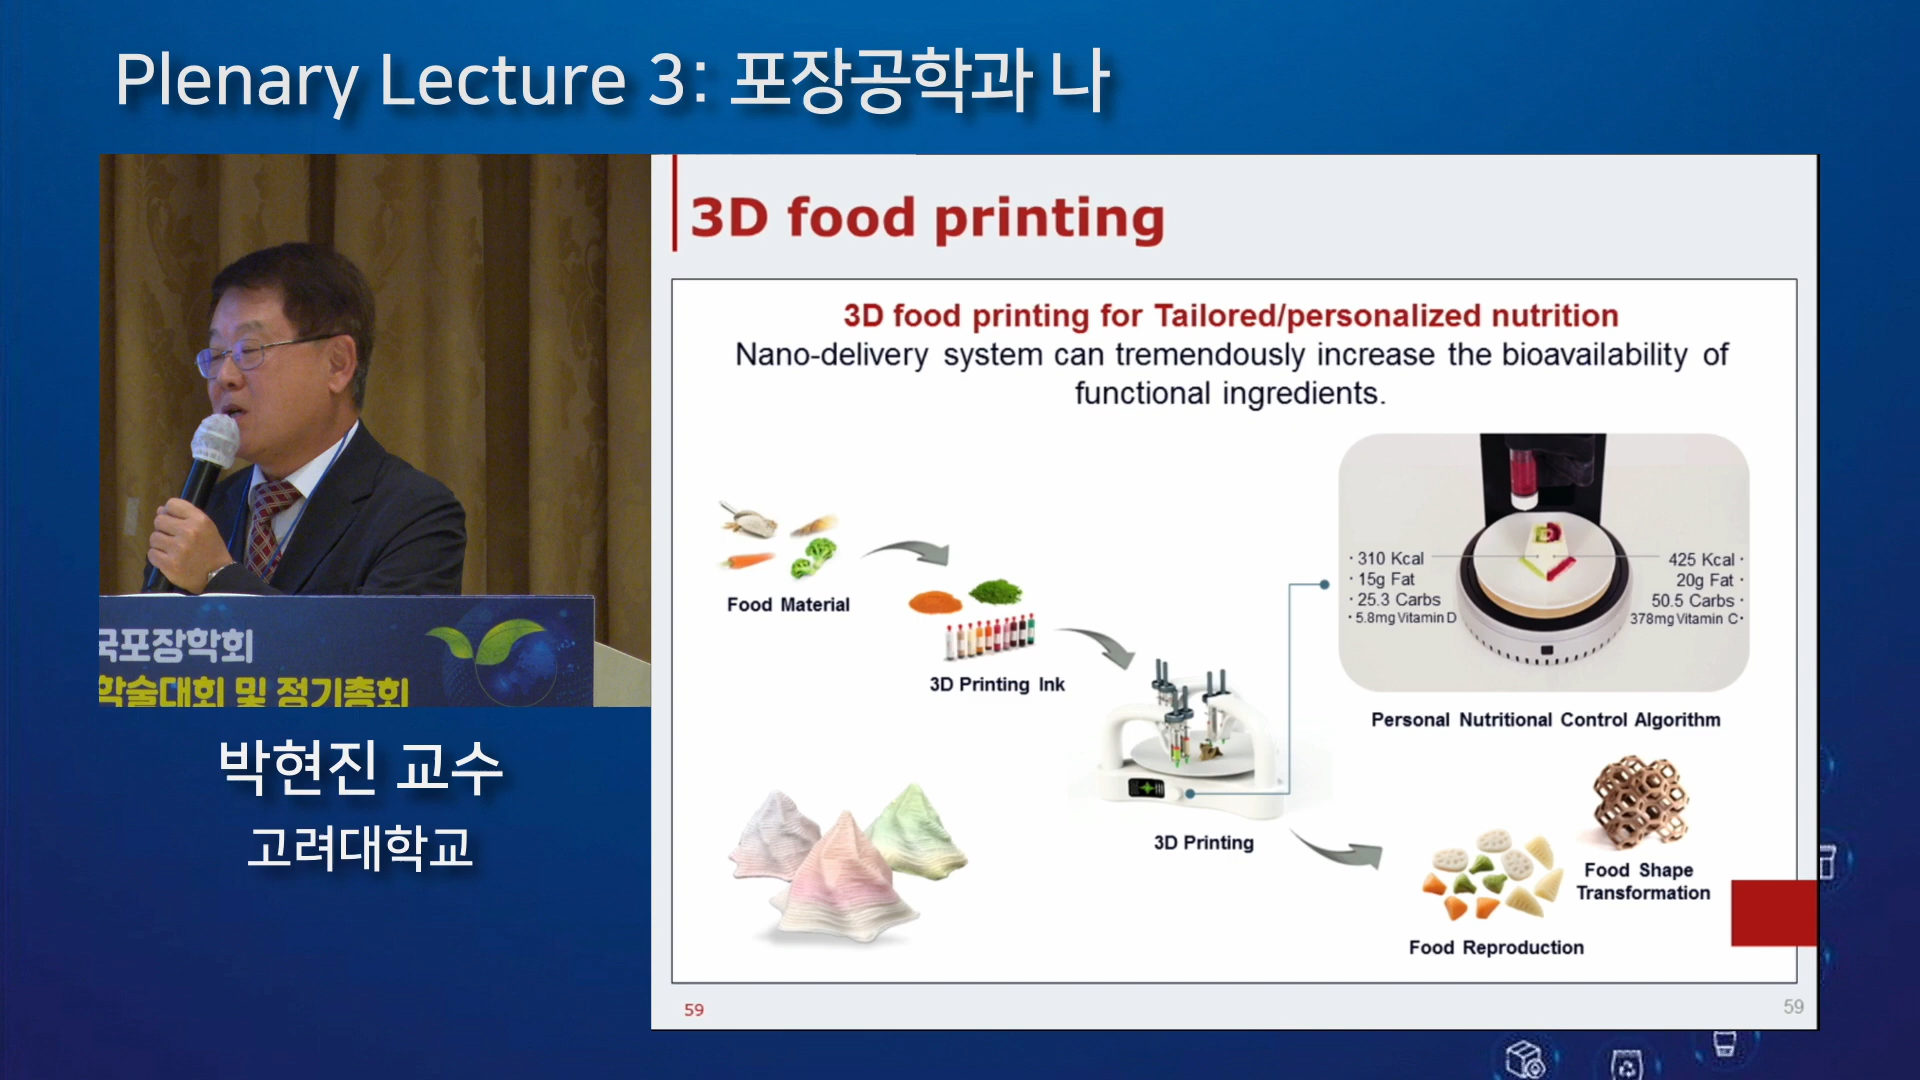 Plenary Lecture 3: 포장공학과 나
국포장학회
학술대회 및 정기총회
박현진 교수
고려대학교
3D food printing
3D food printing for Tailored/personalized nutrition
Nano-delivery system can tremendously increase the bioavailability of
functional ingredients.
Food Material
3D Printing Ink
3D Printing
· 310 Kcal
· 15g Fat
· 25.3 Carbs
· 5.8mg Vitamin D
425 Kcal ·
20g Fat ·
50.5 Carbs ·
378mg Vitamin C·
Personal Nutritional Control Algorithm
Food Shape
Transformation
Food Reproduction
59
59